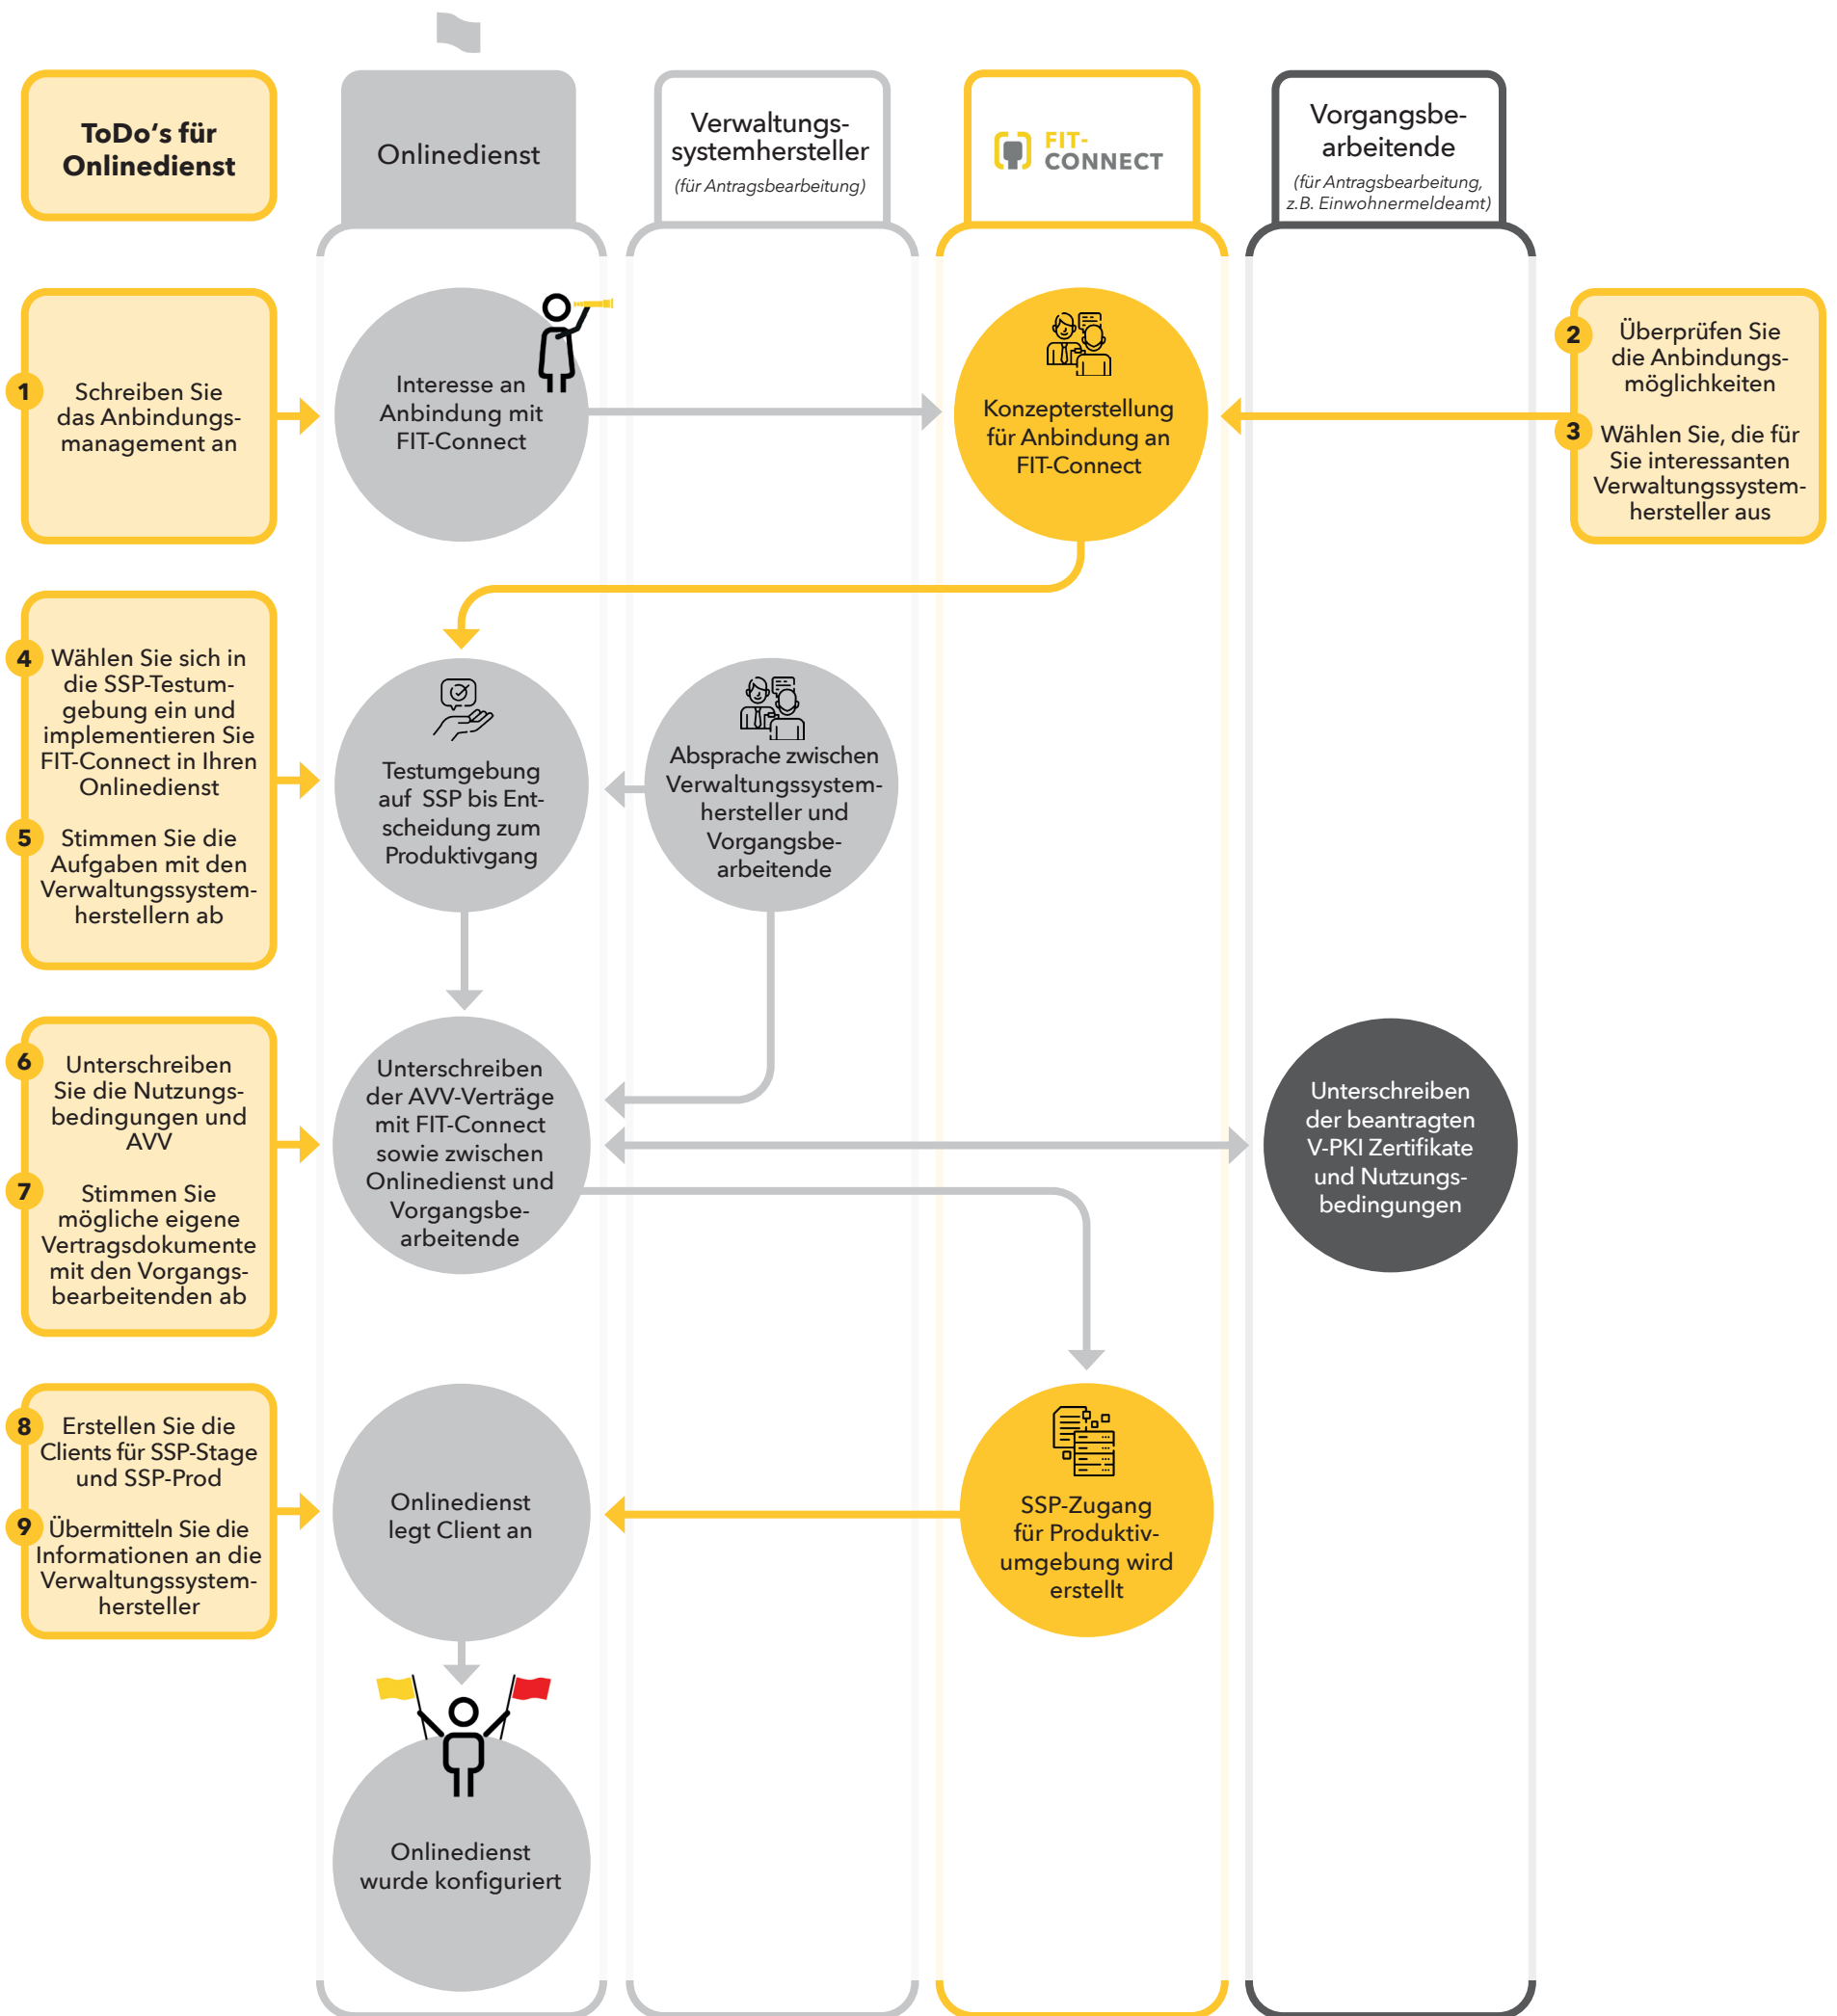 ToDo‘s für
Onlinedienst
Onlinedienst
Verwaltungs-
systemhersteller
(für Antragsbearbeitung)
FIT-
CONNECT
Vorgangsbe-
arbeitende
(für Antragsbearbeitung,
z.B. Einwohnermeldeamt)
1
Schreiben Sie
das Anbindungs-
management an
Interesse an
Anbindung mit
FIT-Connect
Konzepterstellung
für Anbindung an
FIT-Connect
2
Überprüfen Sie
die Anbindungs-
möglichkeiten
3
Wählen Sie, die für
Sie interessanten
Verwaltungssystem-
hersteller aus
4
Wählen Sie sich in
die SSP-Testum-
gebung ein und
implementieren Sie
FIT-Connect in Ihren
Onlinedienst
5
Stimmen Sie die
Aufgaben mit den
Verwaltungssystem-
herstellern ab
Testumgebung
auf SSP bis Ent-
scheidung zum
Produktivgang
Absprache zwischen
Verwaltungssystem-
hersteller und
Vorgangsbe-
arbeitende
6
Unterschreiben
Sie die Nutzungs-
bedingungen und
AVV
7
Stimmen Sie
mögliche eigene
Vertragsdokumente
mit den Vorgangs-
bearbeitenden ab
Unterschreiben
der AVV-Verträge
mit FIT-Connect
sowie zwischen
Onlinedienst und
Vorgangsbe-
arbeitende
Unterschreiben
der beantragten
V-PKI Zertifikate
und Nutzungs-
bedingungen
8
Erstellen Sie die
Clients für SSP-Stage
und SSP-Prod
9
Übermitteln Sie die
Informationen an die
Verwaltungssystem-
hersteller
Onlinedienst
legt Client an
SSP-Zugang
für Produktiv-
umgebung wird
erstellt
Onlinedienst
wurde konfiguriert